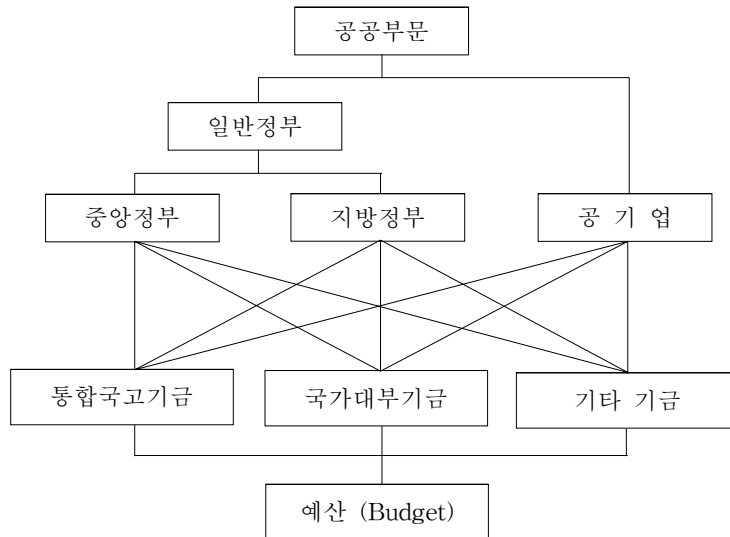 공공부문
일반정부
중앙정부
지방정부
공 기 업
통합국고기금
국가대부기금
기타 기금
예산 (Budget)